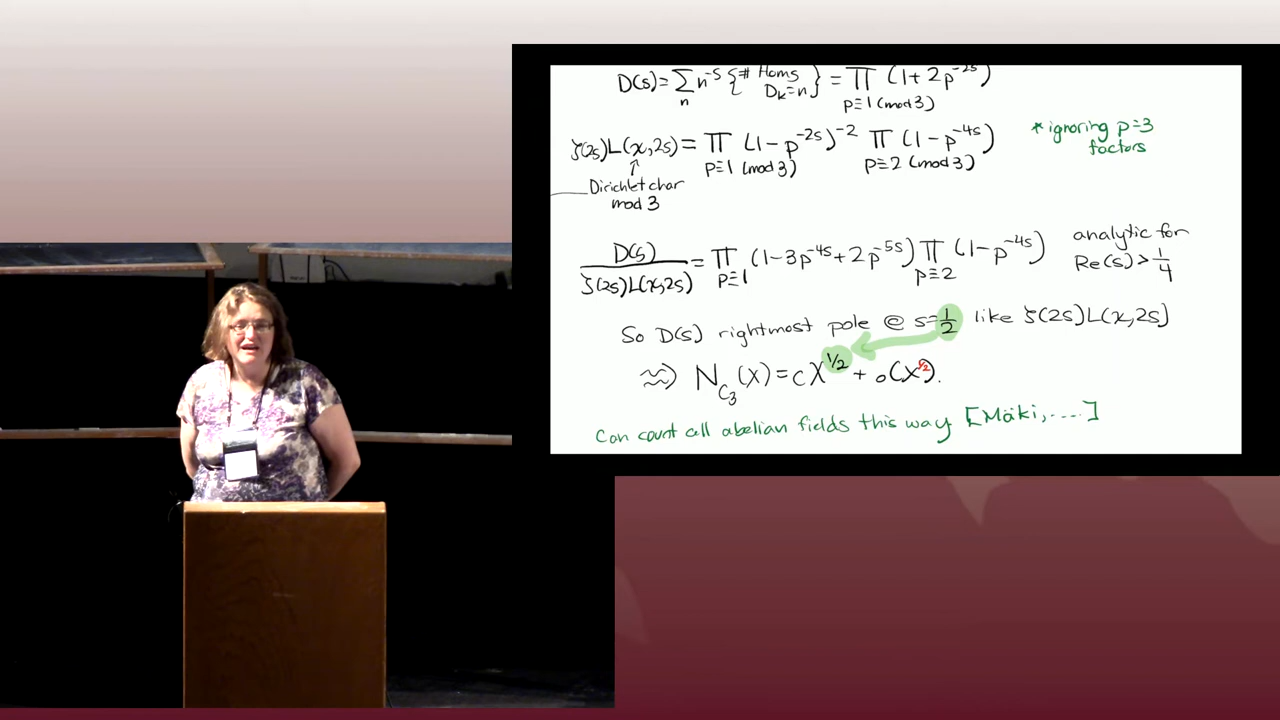 D(s) = Σ_n n^{-s} {# Homs D_K = n} = ∏_{p≡1 (mod 3)} (1+2p^{-2s})
ζ(2s)L(χ,2s) = ∏_{p≡1 (mod 3)} (1-p^{-2s})^{-2} ∏_{p≡2 (mod 3)} (1-p^{-4s})
* ignoring p=3
factors
↑
Dirichlet char
mod 3
D(s) / ζ(2s)L(χ,2s) = ∏_{p≡1} (1-3p^{-4s}+2p^{-5s}) ∏_{p≡2} (1-p^{-4s})
analytic for
Re(s) > 1/4
So D(s) rightmost pole @ s=1/2 like ζ(2s)L(χ,2s)
⇝ N_{C_3}(X) = cX^{1/2} + o(X^{1/2}).
Can count all abelian fields this way [Mäki, ....]